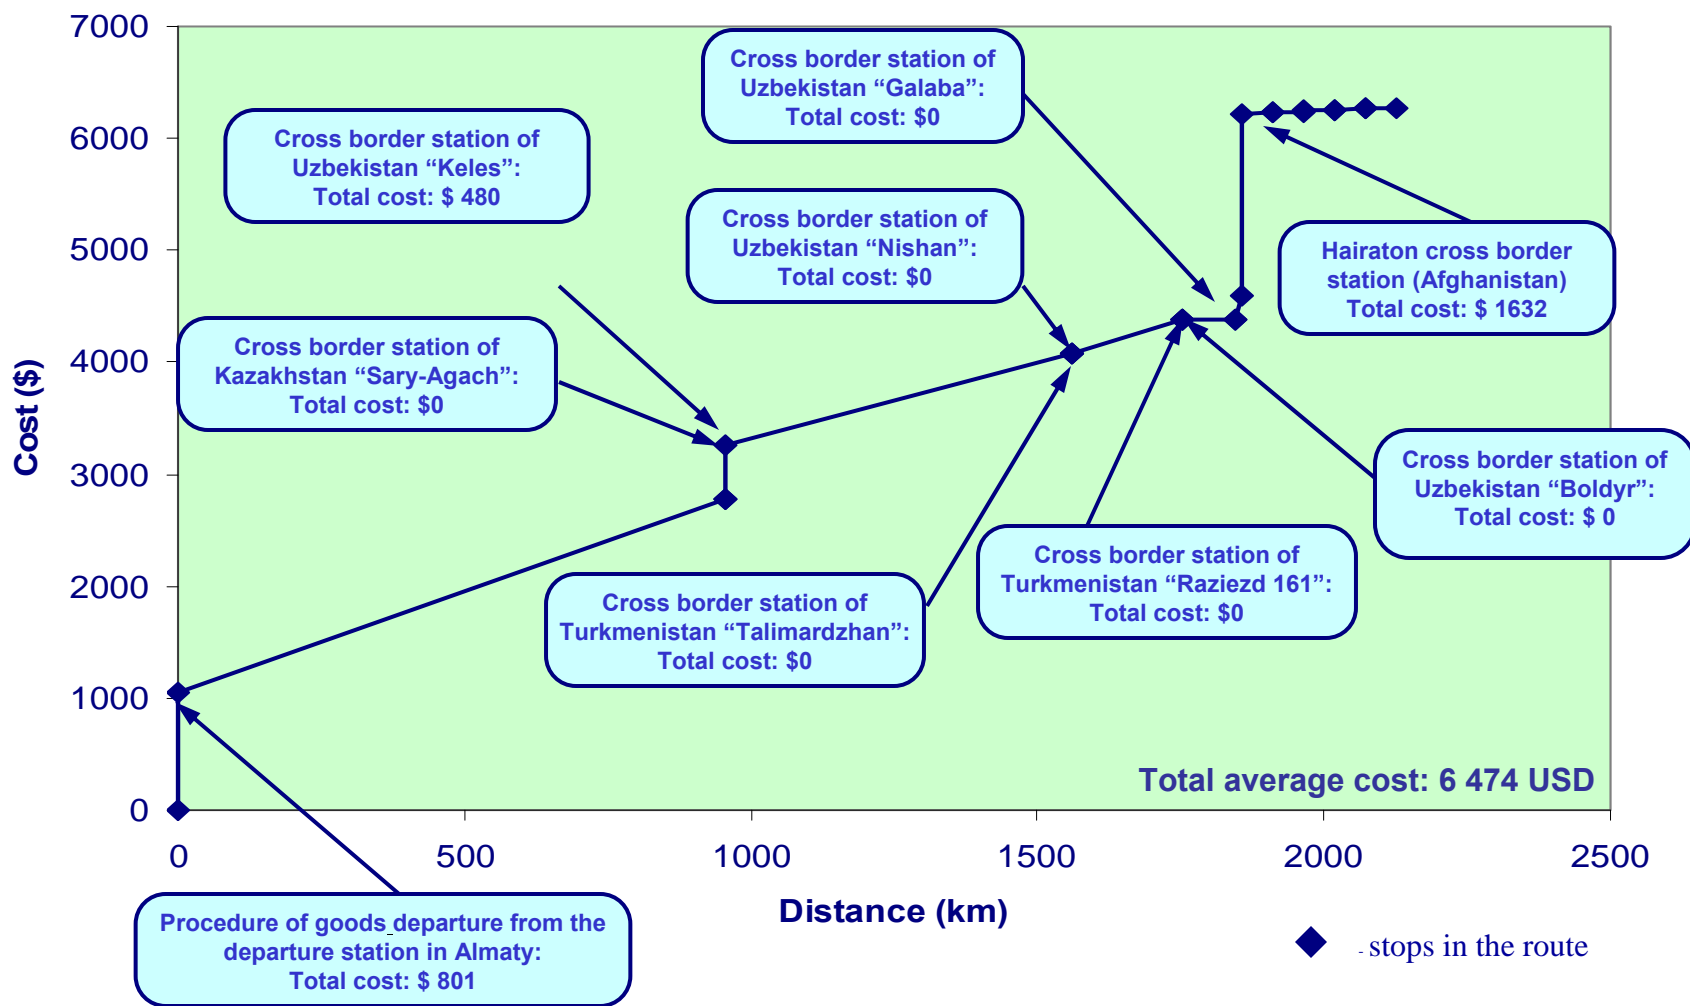 7000
6000
5000
4000
3000
2000
1000
0
Cost ($)
Cross border station of
Uzbekistan “Galaba”:
Total cost: $0
Cross border station of
Uzbekistan “Keles”:
Total cost: $ 480
Cross border station of
Uzbekistan “Nishan”:
Total cost: $0
Hairaton cross border
station (Afghanistan)
Total cost: $ 1632
Cross border station of
Kazakhstan “Sary-Agach”:
Total cost: $0
Cross border station of
Uzbekistan “Boldyr”:
Total cost: $ 0
Cross border station of
Turkmenistan “Raziezd 161”:
Total cost: $0
Cross border station of
Turkmenistan “Talimardzhan”:
Total cost: $0
Total average cost: 6 474 USD
0 500 1000 1500 2000 2500
Distance (km)
Procedure of goods departure from the
departure station in Almaty:
Total cost: $ 801
- stops in the route